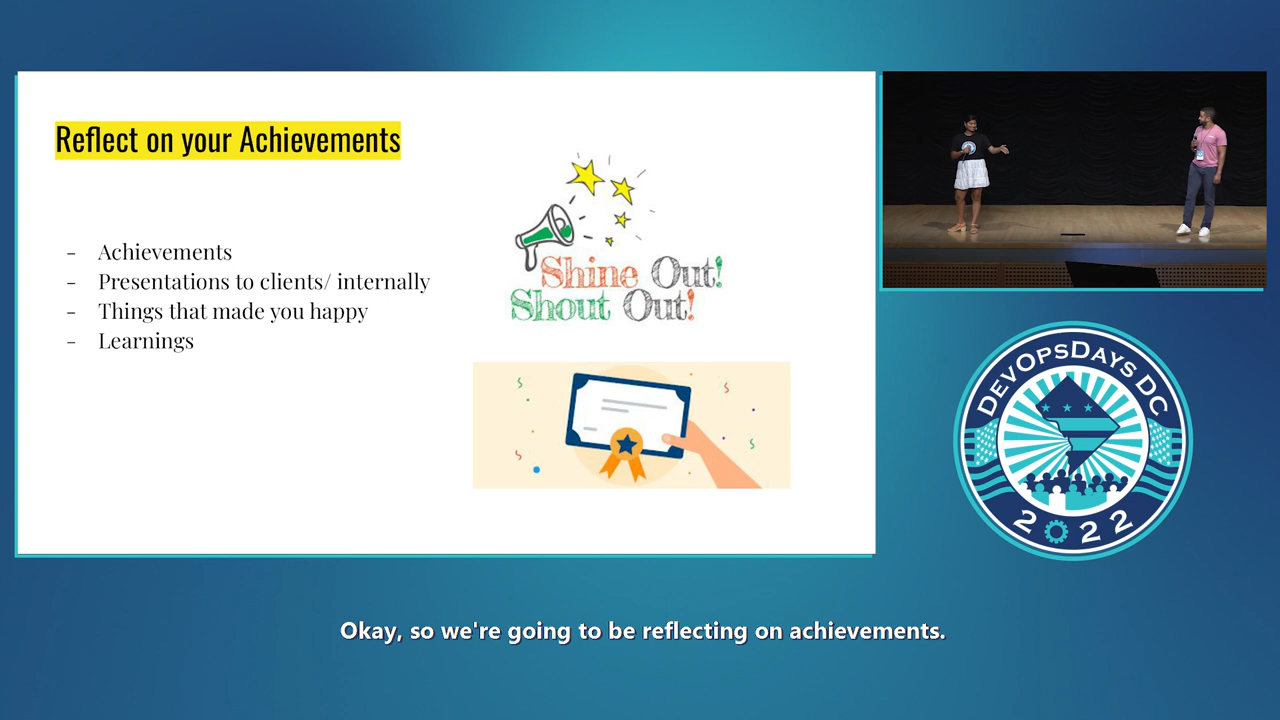 Reflect on your Achievements
- Achievements
- Presentations to clients/ internally
- Things that made you happy
- Learnings
Shine Out!
Shout Out!
DEVOPSDAYS DC
2022
Okay, so we're going to be reflecting on achievements.